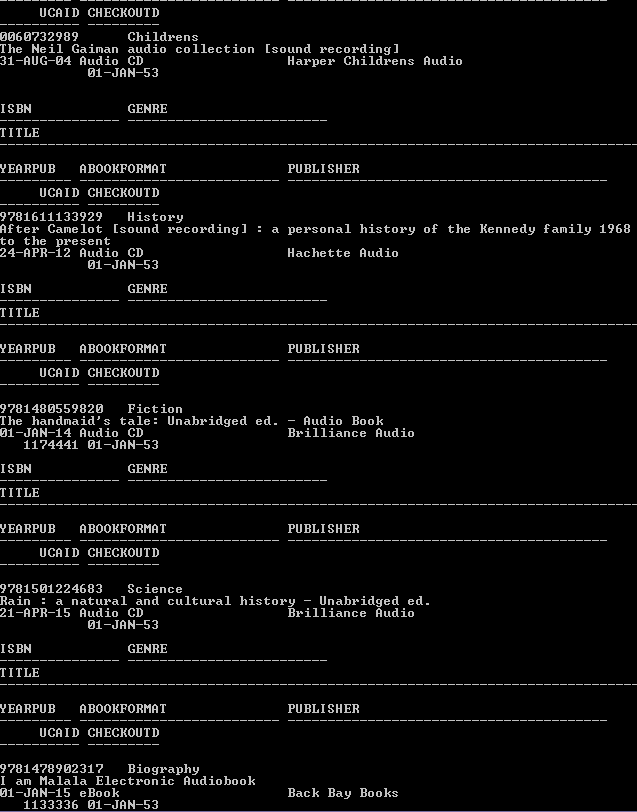 UCAID CHECKOUTD
0060732989 Childrens
The Neil Gaiman audio collection [sound recording]
31-AUG-04 Audio CD Harper Childrens Audio
01-JAN-53
ISBN GENRE
TITLE
YEARPUB ABOOKFORMAT PUBLISHER
UCAID CHECKOUTD
9781611133929 History
After Camelot [sound recording] : a personal history of the Kennedy family 1968
to the present
24-APR-12 Audio CD Hachette Audio
01-JAN-53
ISBN GENRE
TITLE
YEARPUB ABOOKFORMAT PUBLISHER
UCAID CHECKOUTD
9781480559820 Fiction
The handmaid's tale: Unabridged ed. - Audio Book
01-JAN-14 Audio CD Brilliance Audio
1174441 01-JAN-53
ISBN GENRE
TITLE
YEARPUB ABOOKFORMAT PUBLISHER
UCAID CHECKOUTD
9781501224683 Science
Rain : a natural and cultural history - Unabridged ed.
21-APR-15 Audio CD Brilliance Audio
01-JAN-53
ISBN GENRE
TITLE
YEARPUB ABOOKFORMAT PUBLISHER
UCAID CHECKOUTD
9781478902317 Biography
I am Malala Electronic Audiobook
01-JAN-15 eBook Back Bay Books
1133336 01-JAN-53